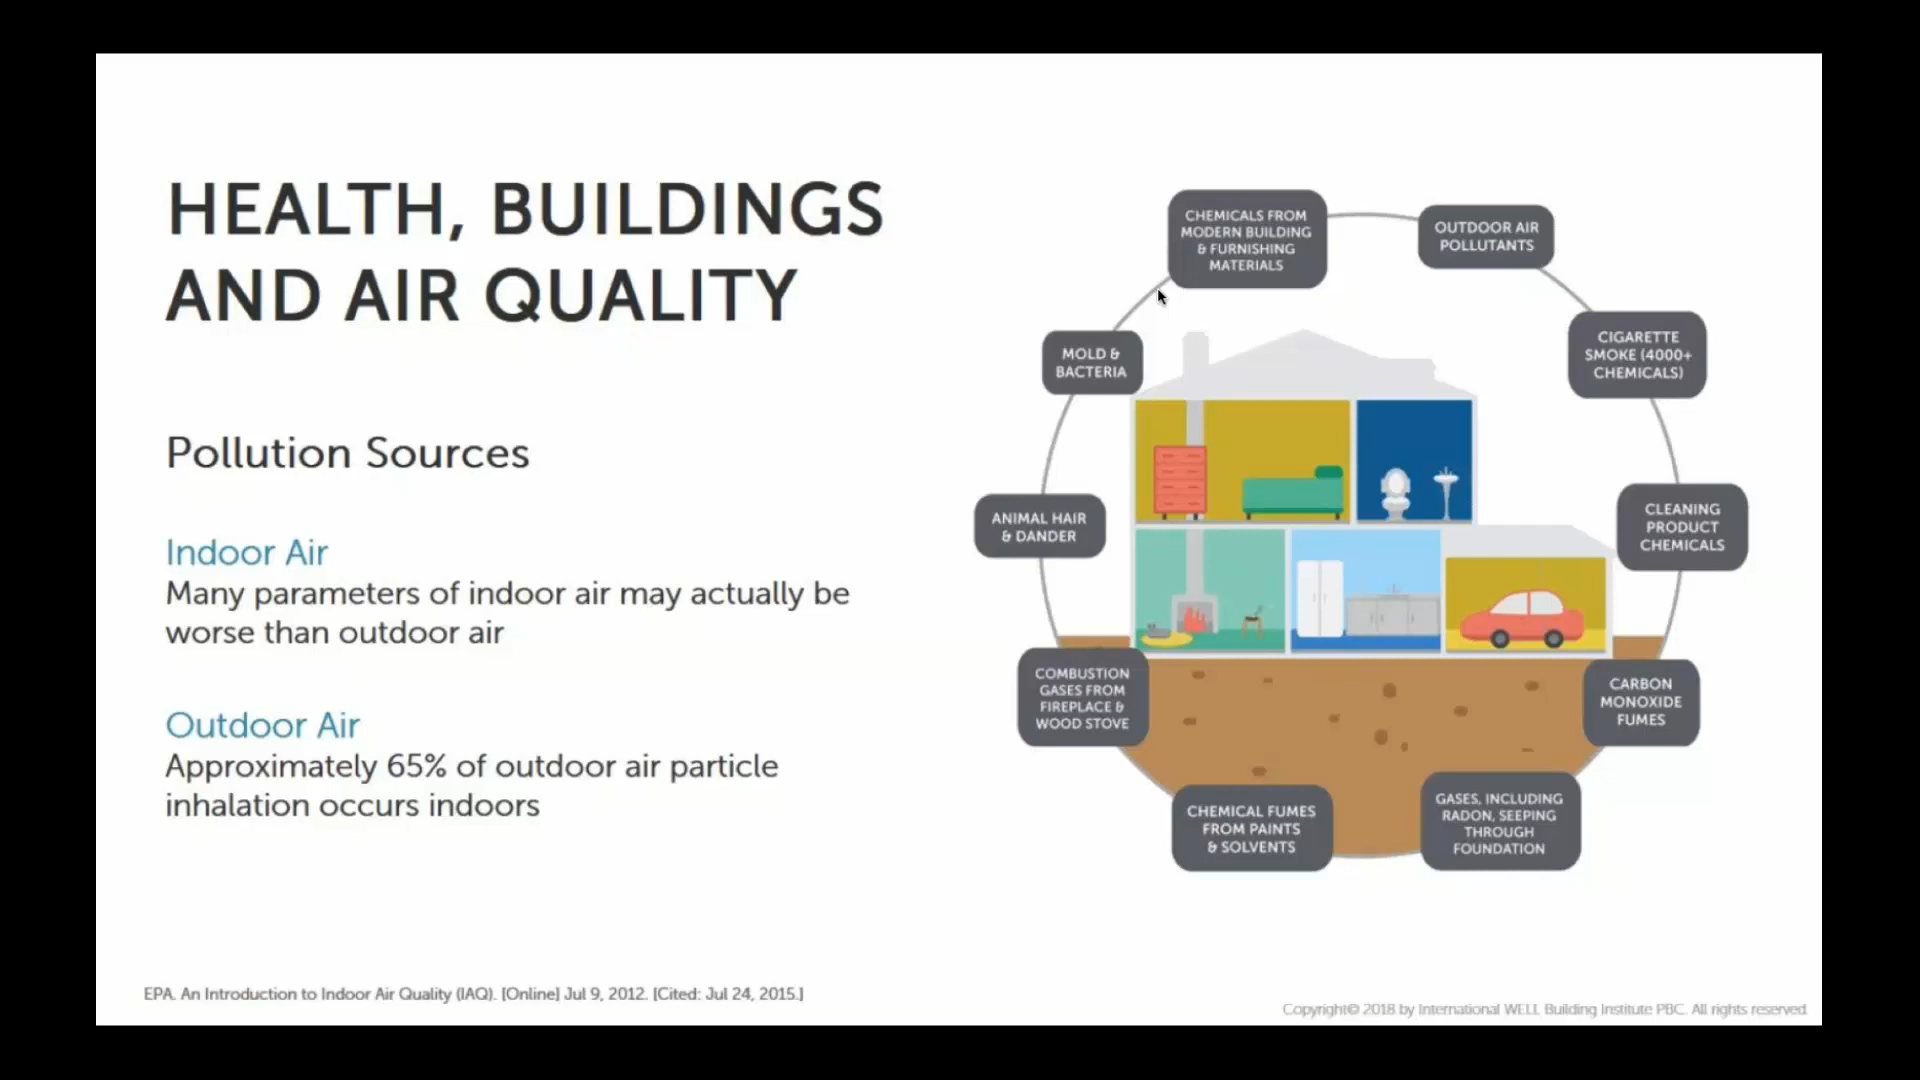 HEALTH, BUILDINGS
AND AIR QUALITY
Pollution Sources
Indoor Air
Many parameters of indoor air may actually be
worse than outdoor air
Outdoor Air
Approximately 65% of outdoor air particle
inhalation occurs indoors
CHEMICALS FROM
MODERN BUILDING
& FURNISHING
MATERIALS
OUTDOOR AIR
POLLUTANTS
CIGARETTE
SMOKE (4000+
CHEMICALS)
CLEANING
PRODUCT
CHEMICALS
CARBON
MONOXIDE
FUMES
GASES, INCLUDING
RADON, SEEPING
THROUGH
FOUNDATION
CHEMICAL FUMES
FROM PAINTS
& SOLVENTS
COMBUSTION
GASES FROM
FIREPLACE &
WOOD STOVE
ANIMAL HAIR
& DANDER
MOLD &
BACTERIA
EPA. An Introduction to Indoor Air Quality (IAQ). [Online] Jul 9, 2012. [Cited: Jul 24, 2015.]
Copyright© 2018 by International WELL Building Institute PBC. All rights reserved.